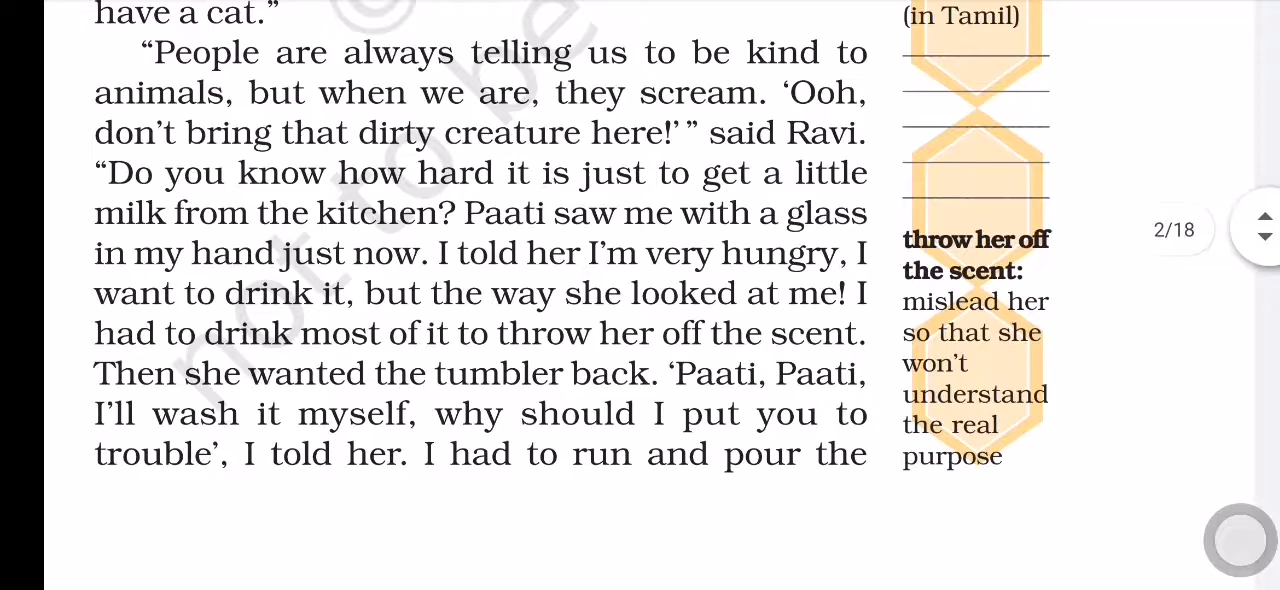 have a cat.”
“People are always telling us to be kind to
animals, but when we are, they scream. ‘Ooh,
don’t bring that dirty creature here!’ ” said Ravi.
“Do you know how hard it is just to get a little
milk from the kitchen? Paati saw me with a glass
in my hand just now. I told her I’m very hungry, I
want to drink it, but the way she looked at me! I
had to drink most of it to throw her off the scent.
Then she wanted the tumbler back. ‘Paati, Paati,
I’ll wash it myself, why should I put you to
trouble’, I told her. I had to run and pour the
(in Tamil)
throw her off
the scent:
mislead her
so that she
won’t
understand
the real
purpose
2/18
©
not to be